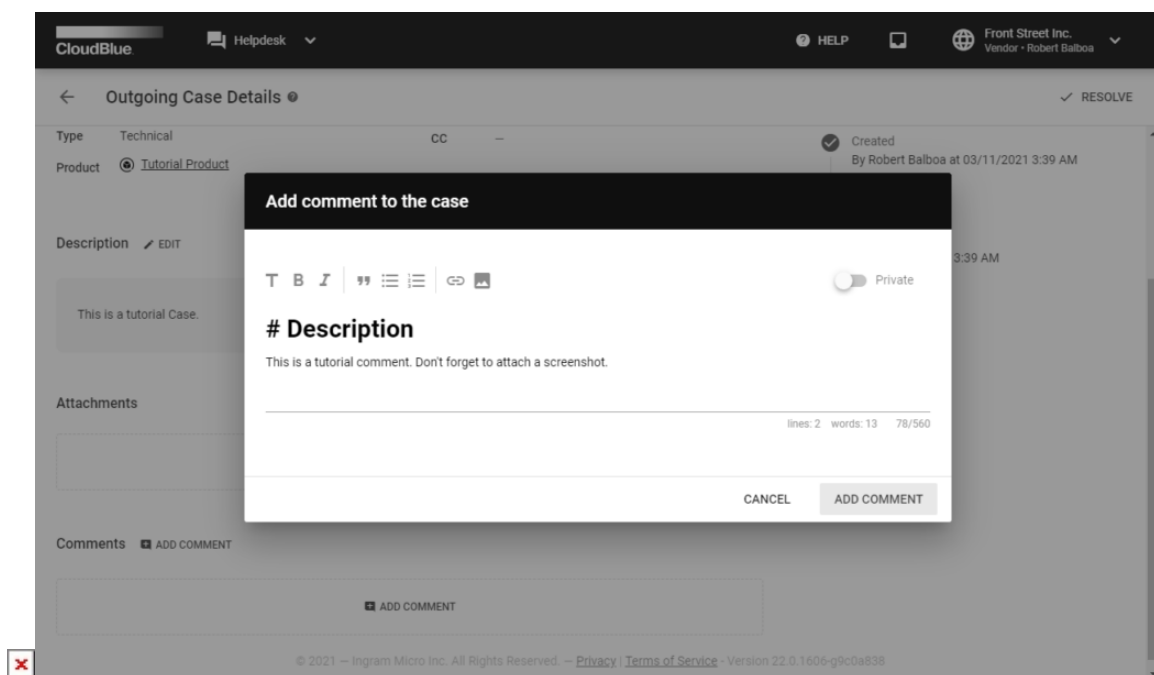 CloudBlue
Helpdesk
HELP
Front Street Inc.
Vendor • Robert Balboa
Outgoing Case Details
RESOLVE
Type Technical
CC –
Created
By Robert Balboa at 03/11/2021 3:39 AM
Product Tutorial Product
Add comment to the case
Description EDIT
3:39 AM
T B I
Private
This is a tutorial Case.
# Description
This is a tutorial comment. Don't forget to attach a screenshot.
Attachments
lines: 2 words: 13 78/560
CANCEL ADD COMMENT
Comments ADD COMMENT
ADD COMMENT
© 2021 – Ingram Micro Inc. All Rights Reserved. – Privacy | Terms of Service - Version 22.0.1606-g9c0a838